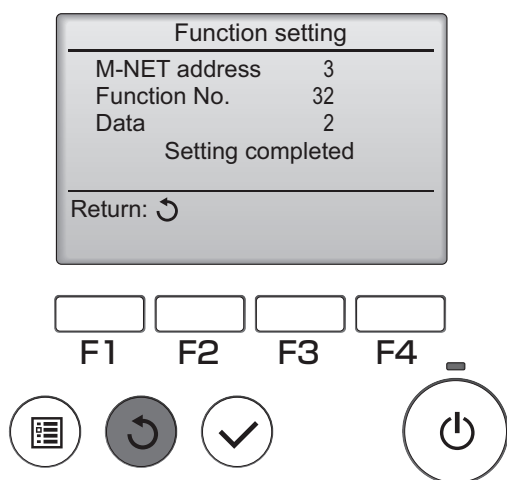 Function setting
M-NET address 3
Function No. 32
Data 2
Setting completed
Return:
F1 F2 F3 F4